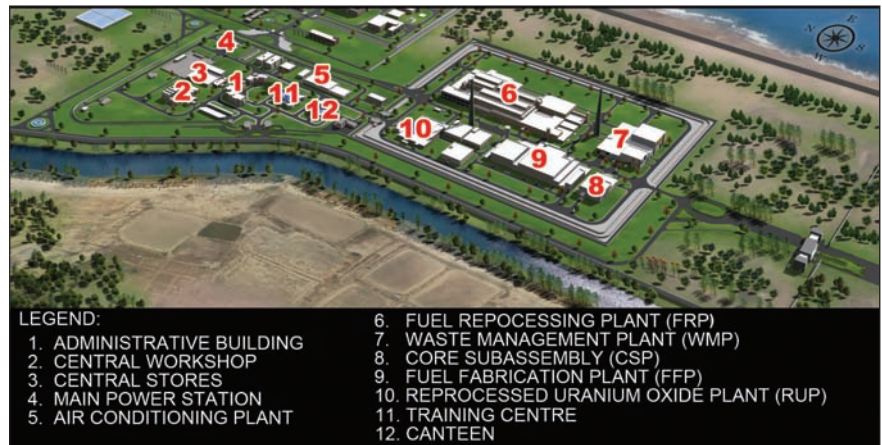 N E
W S
4
3
5
1
2
11
6
12
10
7
9
8
LEGEND:
1. ADMINISTRATIVE BUILDING
2. CENTRAL WORKSHOP
3. CENTRAL STORES
4. MAIN POWER STATION
5. AIR CONDITIONING PLANT
6. FUEL REPOCESSING PLANT (FRP)
7. WASTE MANAGEMENT PLANT (WMP)
8. CORE SUBASSEMBLY (CSP)
9. FUEL FABRICATION PLANT (FFP)
10. REPROCESSED URANIUM OXIDE PLANT (RUP)
11. TRAINING CENTRE
12. CANTEEN